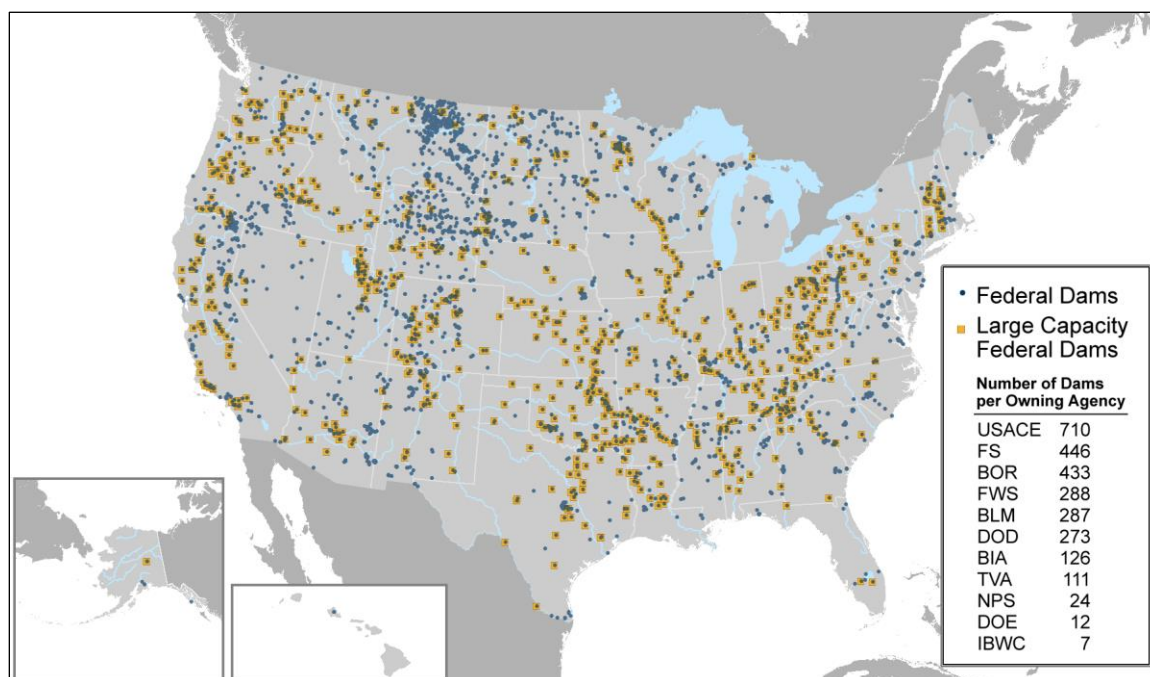 Federal Dams
Large Capacity
Federal Dams
Number of Dams
per Owning Agency
USACE 710
FS 446
BOR 433
FWS 288
BLM 287
DOD 273
BIA 126
TVA 111
NPS 24
DOE 12
IBWC 7